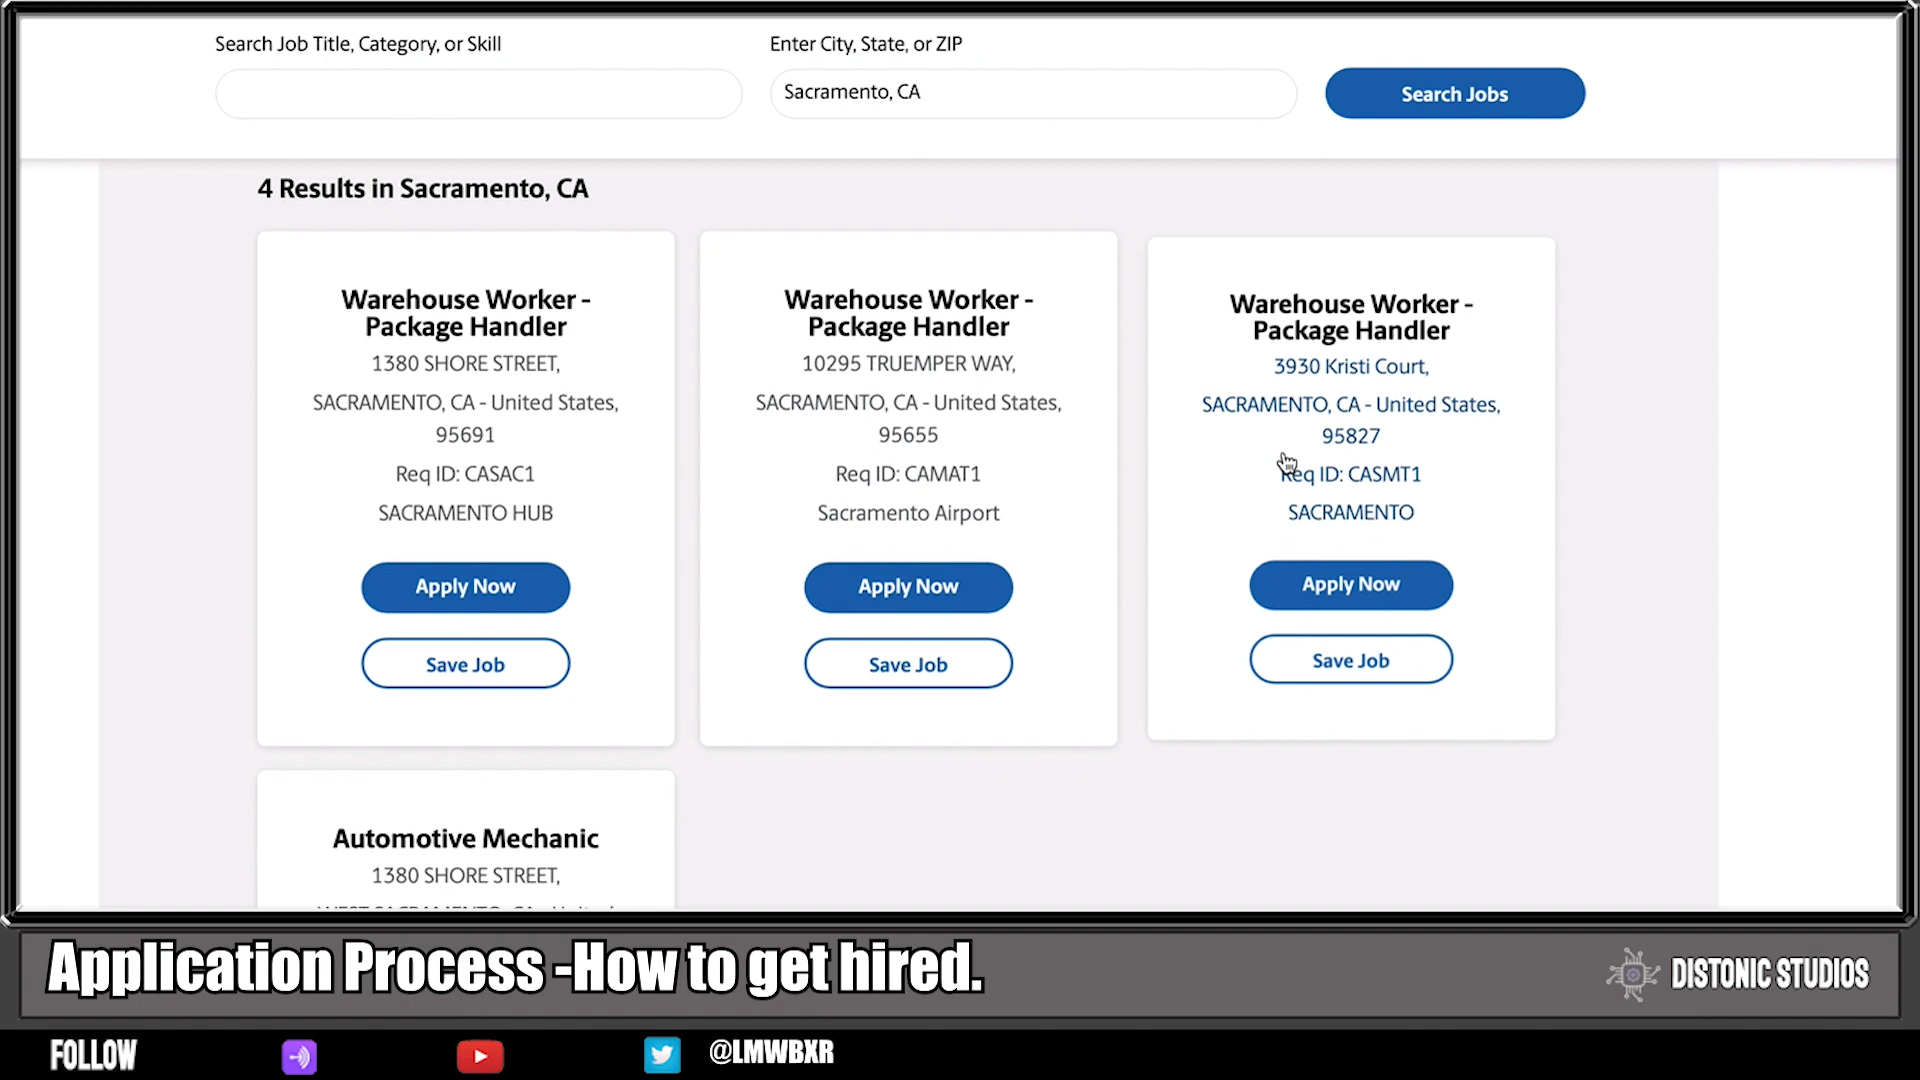 Search Job Title, Category, or Skill
Enter City, State, or ZIP
Sacramento, CA
Search Jobs
4 Results in Sacramento, CA
Warehouse Worker -
Package Handler
1380 SHORE STREET,
SACRAMENTO, CA - United States,
95691
Req ID: CASAC1
SACRAMENTO HUB
Apply Now
Save Job
Warehouse Worker -
Package Handler
10295 TRUEMPER WAY,
SACRAMENTO, CA - United States,
95655
Req ID: CAMAT1
Sacramento Airport
Apply Now
Save Job
Warehouse Worker -
Package Handler
3930 Kristi Court,
SACRAMENTO, CA - United States,
95827
Req ID: CASMT1
SACRAMENTO
Apply Now
Save Job
Automotive Mechanic
1380 SHORE STREET,
WEST SACRAMENTO, CA - United
Application Process -How to get hired.
DISTONIC STUDIOS
FOLLOW
@LMWBXR